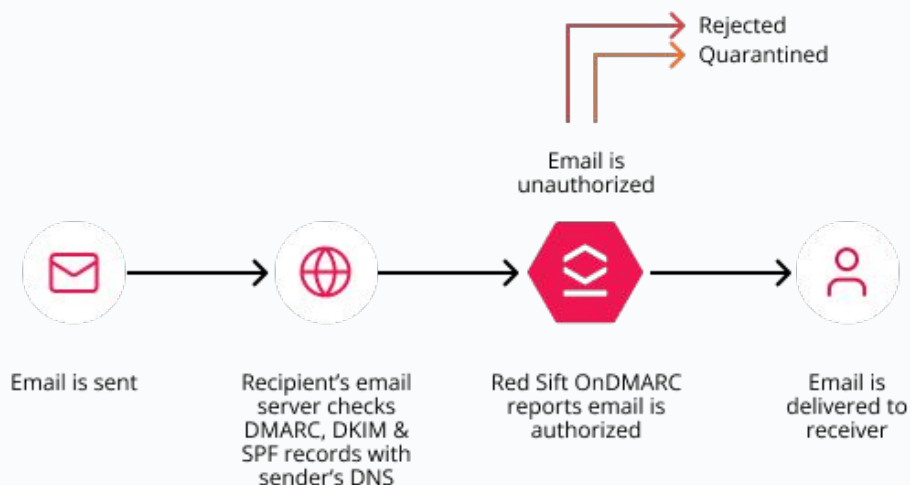 Rejected
Quarantined
Email is
unauthorized
Email is sent
Recipient's email
server checks
DMARC, DKIM &
SPF records with
sender's DNS
Red Sift OnDMARC
reports email is
authorized
Email is
delivered to
receiver